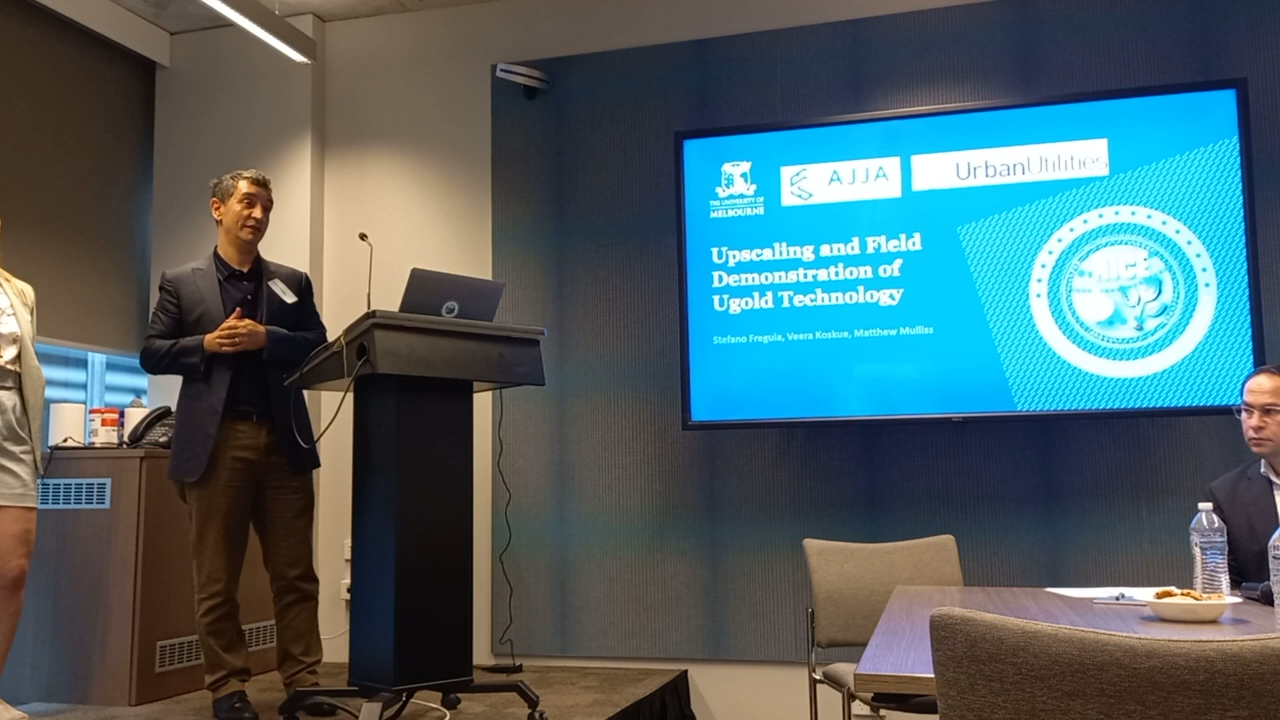 THE UNIVERSITY OF
MELBOURNE
AJJA
UrbanUtilities
Upscaling and Field
Demonstration of
Ugold Technology
Stefano Freguia, Veera Koskue, Matthew Mulliss